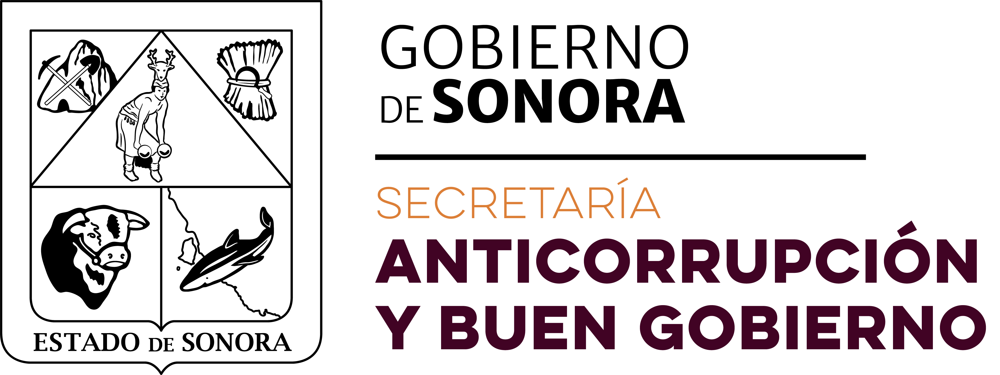 ESTADO DE SONORA
GOBIERNO
DE SONORA
SECRETARÍA
ANTICORRUPCIÓN
Y BUEN GOBIERNO